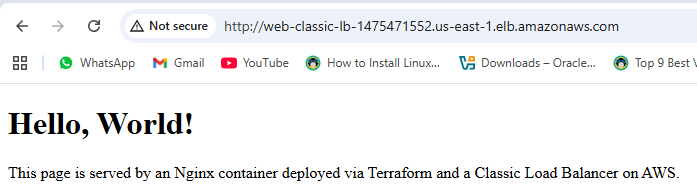 Not secure http://web-classic-lb-1475471552.us-east-1.elb.amazonaws.com
WhatsApp Gmail YouTube How to Install Linux... Downloads – Oracle... Top 9 Best V
Hello, World!
This page is served by an Nginx container deployed via Terraform and a Classic Load Balancer on AWS.